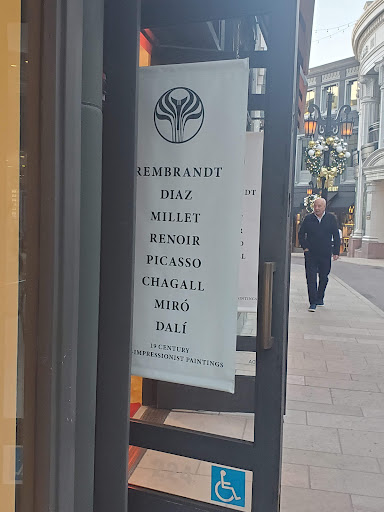 REMBRANDT
DIAZ
MILLET
RENOIR
PICASSO
CHAGALL
MIRÓ
DALÍ
19 CENTURY
IMPRESSIONIST PAINTINGS